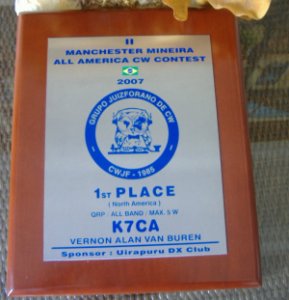 II
MANCHESTER MINEIRA
ALL AMERICA CW CONTEST
2007
GRUPO JUIZFORANO DE CW
CWJF - 1985
1ST PLACE
( North America )
QRP / ALL BAND / MAX. 5 W
K7CA
VERNON ALAN VAN BUREN
Sponsor : Uirapuru DX Club